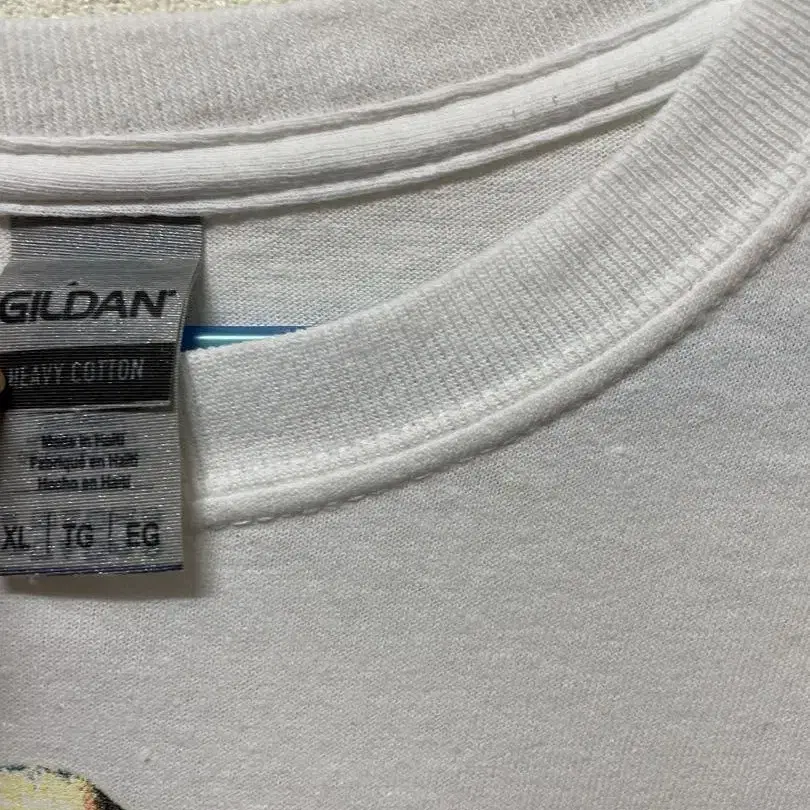 GILDAN
HEAVY COTTON
Made in Haiti
Fabriqué en Haïti
Hecho en Haití
XL | TG | EG